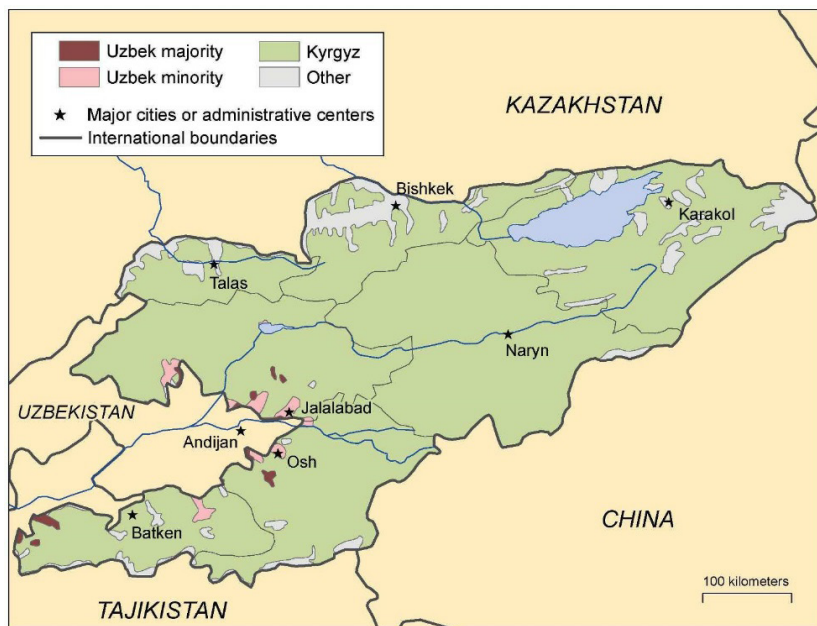 Uzbek majority
Kyrgyz
Uzbek minority
Other
Major cities or administrative centers
International boundaries
KAZAKHSTAN
Bishkek
Karakol
Talas
Naryn
UZBEKISTAN
Jalalabad
Andijan
Osh
Batken
CHINA
100 kilometers
TAJIKISTAN